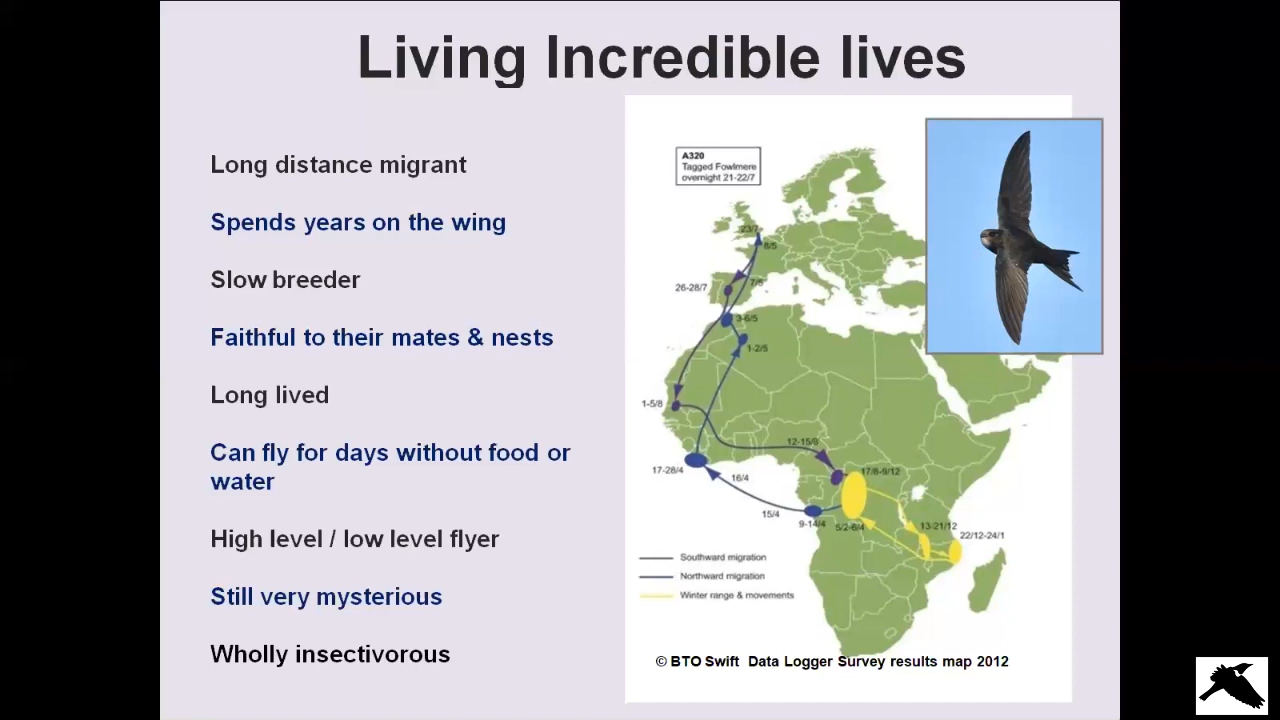 Living Incredible lives
Long distance migrant
Spends years on the wing
Slow breeder
Faithful to their mates & nests
Long lived
Can fly for days without food or
water
High level / low level flyer
Still very mysterious
Wholly insectivorous
A320
Tagged Fowlmere
overnight 21-22/7
23/7
8/5
7/5
26-28/7
3-6/5
1-2/5
1-5/8
12-15/8
17-28/4
16/4
17/8-9/12
15/4
9-14/4
5/2-6/4
13-21/12
22/12-24/1
Southward migration
Northward migration
Winter range & movements
© BTO Swift Data Logger Survey results map 2012